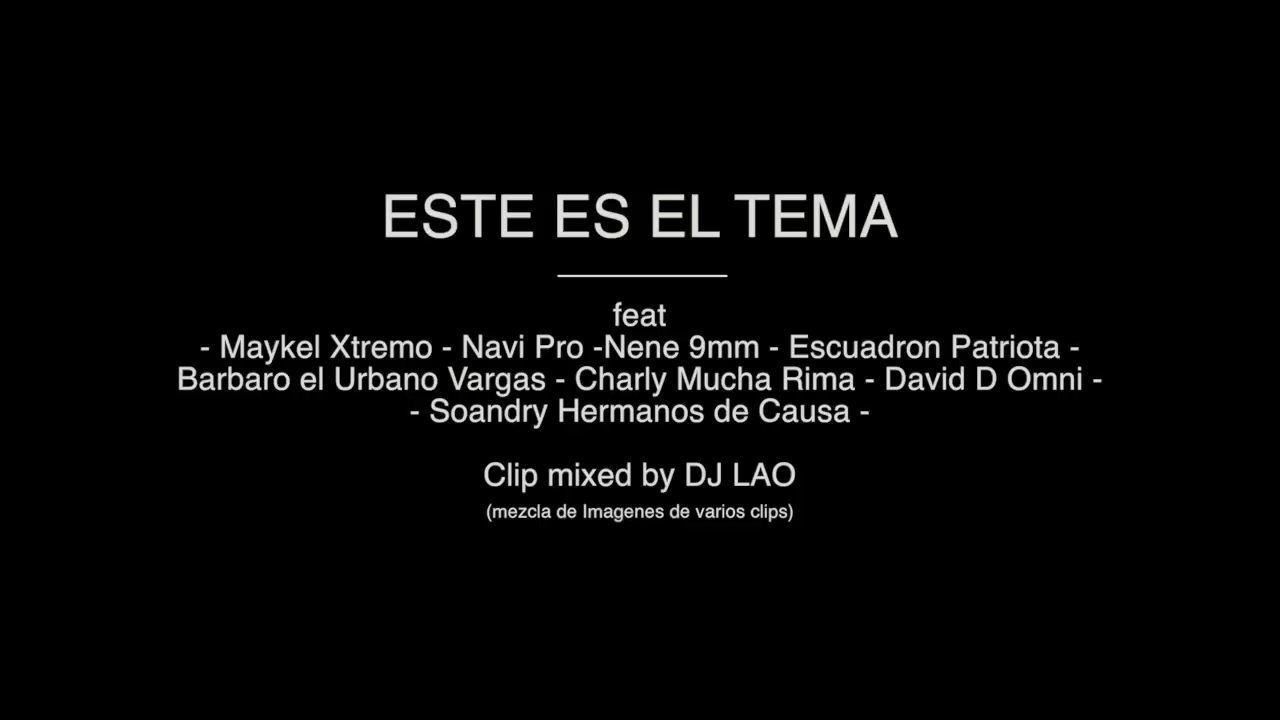 ESTE ES EL TEMA
feat
- Maykel Xtremo - Navi Pro -Nene 9mm - Escuadron Patriota -
Barbaro el Urbano Vargas - Charly Mucha Rima - David D Omni -
- Soandry Hermanos de Causa -
Clip mixed by DJ LAO
(mezcla de Imagenes de varios clips)